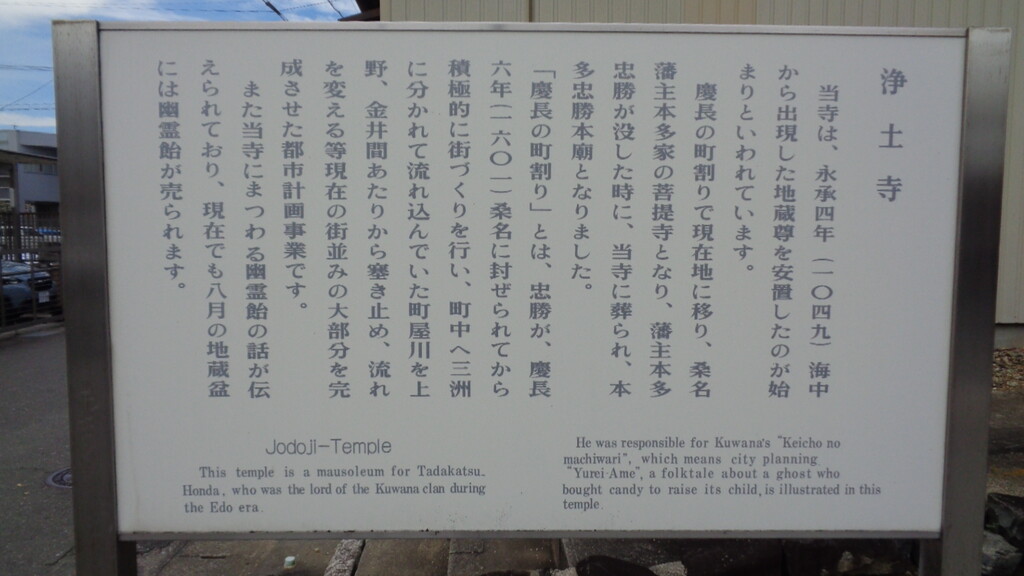 浄土寺
当寺は、永承四年（一〇四九）海中
から出現した地蔵尊を安置したのが始
まりといわれています。
慶長の町割りで現在地に移り、桑名
藩主本多家の菩提寺となり、藩主本多
忠勝が没した時に、当寺に葬られ、本
多忠勝本廟となりました。
「慶長の町割り」とは、忠勝が、慶長
六年（一六〇一）桑名に封ぜられてから
積極的に街づくりを行い、町中へ三洲
に分かれて流れ込んでいた町屋川を上
野、金井間あたりから塞き止め、流れ
を変える等現在の街並みの大部分を完
成させた都市計画事業です。
また当寺にまつわる幽霊飴の話が伝
えられており、現在でも八月の地蔵盆
には幽霊飴が売られます。
Jodoji-Temple
This temple is a mausoleum for Tadakatsu.
Honda, who was the lord of the Kuwana clan during
the Edo era.
He was responsible for Kuwana's "Keicho no
machiwari", which means city planning
"Yurei-Ame", a folktale about a ghost who
bought candy to raise its child, is illustrated in this
temple.